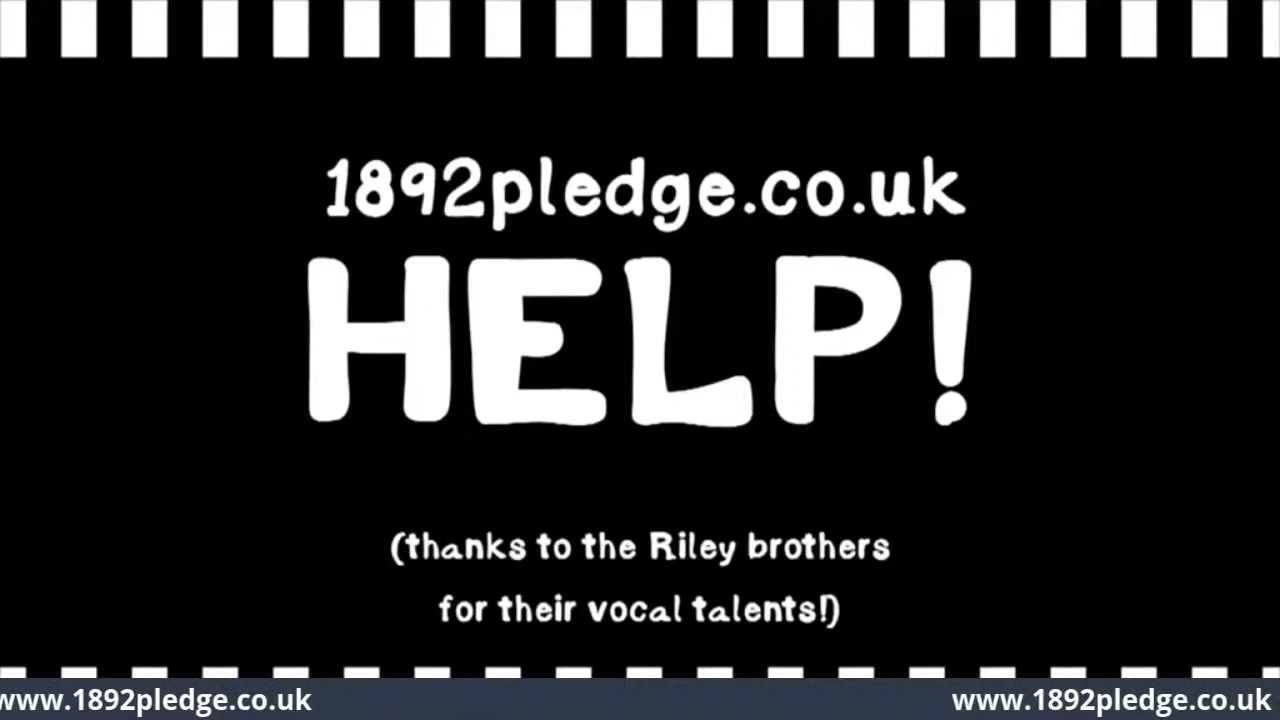 1892pledge.co.uk
HELP!
(thanks to the Riley brothers
for their vocal talents!)
www.1892pledge.co.uk www.1892pledge.co.uk